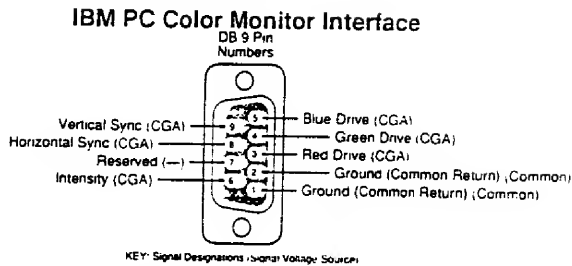 IBM PC Color Monitor Interface
DB 9 Pin
Numbers
5
9
4
8
3
7
2
6
1
Vertical Sync (CGA)
Horizontal Sync (CGA)
Reserved (—)
Intensity (CGA)
Blue Drive (CGA)
Green Drive (CGA)
Red Drive (CGA)
Ground (Common Return) (Common)
Ground (Common Return) (Common)
KEY: Signal Designations (Signal Voltage Source)